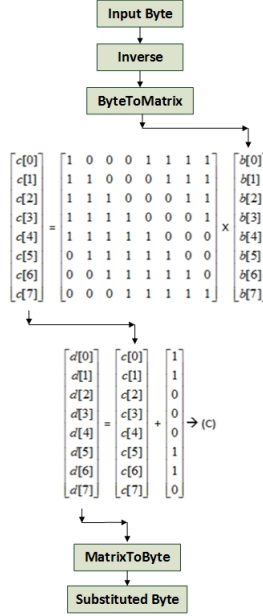 Input Byte
Inverse
ByteToMatrix
c[0] 1 0 0 0 1 1 1 1 b[0]
c[1] 1 1 0 0 0 1 1 1 b[1]
c[2] 1 1 1 0 0 0 1 1 b[2]
c[3] 1 1 1 1 0 0 0 1 b[3]
c[4] = 1 1 1 1 1 0 0 0 X b[4]
c[5] 0 1 1 1 1 1 0 0 b[5]
c[6] 0 0 1 1 1 1 1 0 b[6]
c[7] 0 0 0 1 1 1 1 1 b[7]
d[0] c[0] 1
d[1] c[1] 1
d[2] c[2] 0
d[3] c[3] 0
d[4] = c[4] + 0 → (C)
d[5] c[5] 1
d[6] c[6] 1
d[7] c[7] 0
MatrixToByte
Substituted Byte